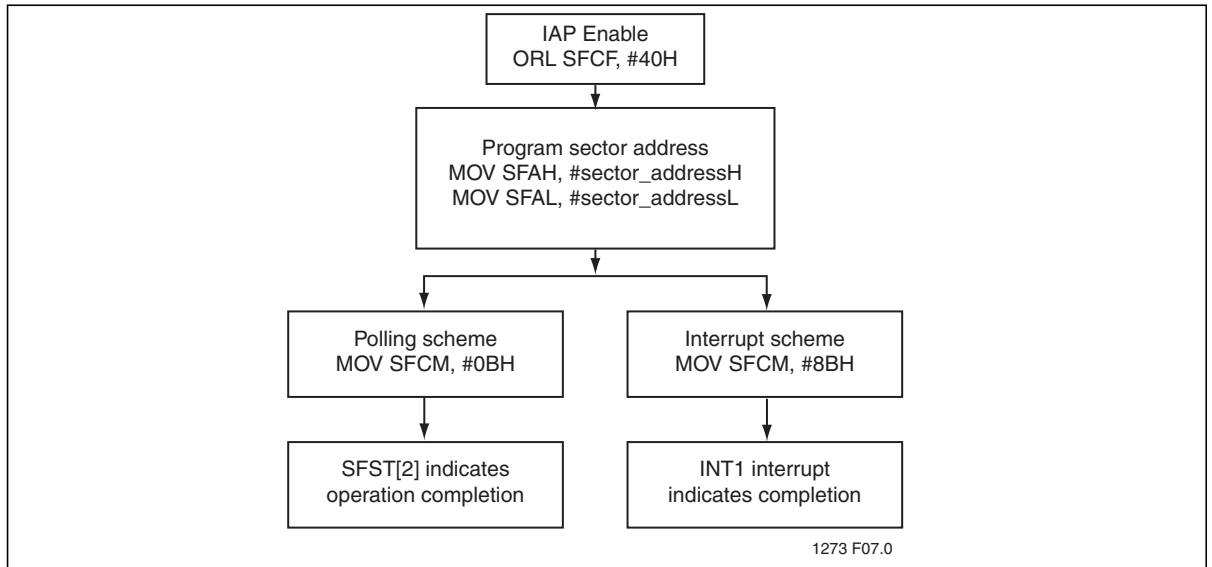 IAP Enable
ORL SFCF, #40H
Program sector address
MOV SFAH, #sector_addressH
MOV SFAL, #sector_addressL
Polling scheme
MOV SFCM, #0BH
Interrupt scheme
MOV SFCM, #8BH
SFST[2] indicates
operation completion
INT1 interrupt
indicates completion
1273 F07.0